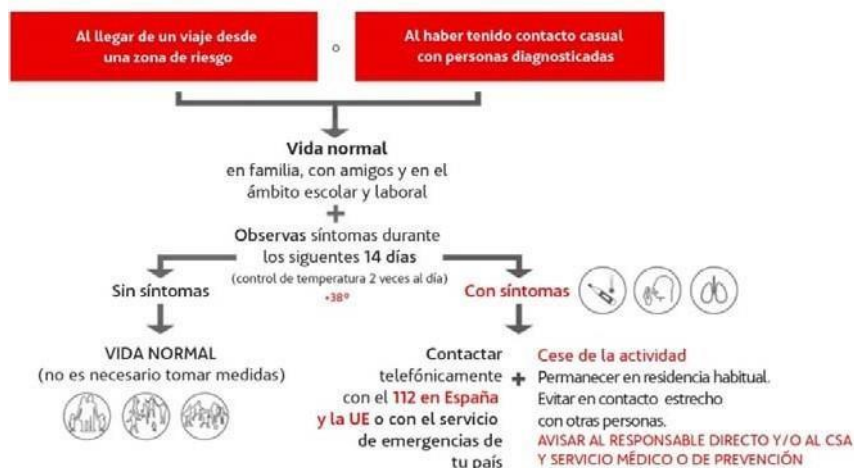 Al llegar de un viaje desde
una zona de riesgo
o
Al haber tenido contacto casual
con personas diagnosticadas
Vida normal
en familia, con amigos y en el
ámbito escolar y laboral
+
Observas síntomas durante
los siguentes 14 días
(control de temperatura 2 veces al día)
+38º
Sin síntomas
VIDA NORMAL
(no es necesario tomar medidas)
Con síntomas
Contactar
telefónicamente
con el 112 en España
y la UE o con el servicio
de emergencias de
tu país
+
Cese de la actividad
Permanecer en residencia habitual.
Evitar en contacto estrecho
con otras personas.
AVISAR AL RESPONSABLE DIRECTO Y/O AL CSA
Y SERVICIO MÉDICO O DE PREVENCIÓN